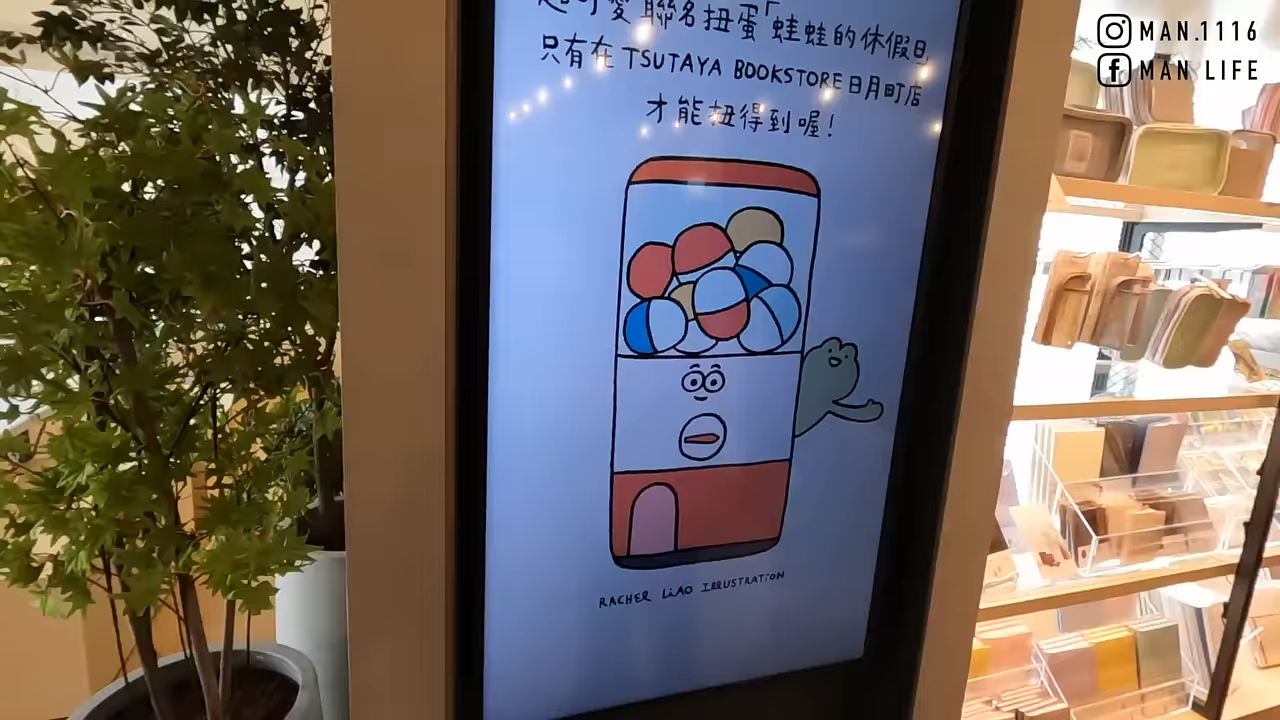 超可愛聯名扭蛋「蛙蛙的休假日
只有在 TSUTAYA BOOKSTORE 日月町店
才能扭得到喔!
RACHEL LIAO ILLUSTRATION
MAN.1116
MAN LIFE